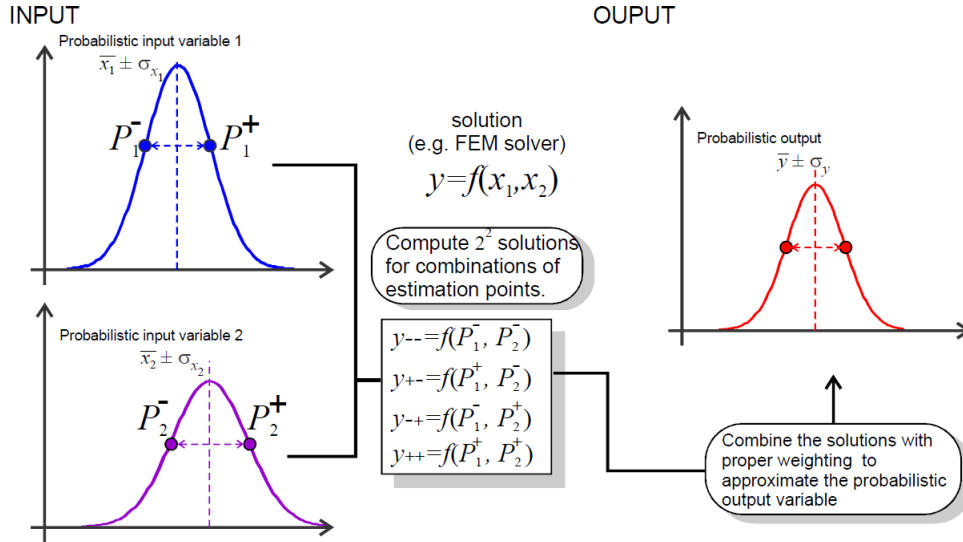 INPUT
Probabilistic input variable 1
x̄₁ ± σₓ₁
P₁⁻ P₁⁺
Probabilistic input variable 2
x̄₂ ± σₓ₂
P₂⁻ P₂⁺
solution
(e.g. FEM solver)
y=f(x₁,x₂)
Compute 2² solutions
for combinations of
estimation points.
y--=f(P₁⁻, P₂⁻)
y+-=f(P₁⁺, P₂⁻)
y-+=f(P₁⁻, P₂⁺)
y++=f(P₁⁺, P₂⁺)
OUPUT
Probabilistic output
ȳ ± σy
Combine the solutions with
proper weighting to
approximate the probabilistic
output variable